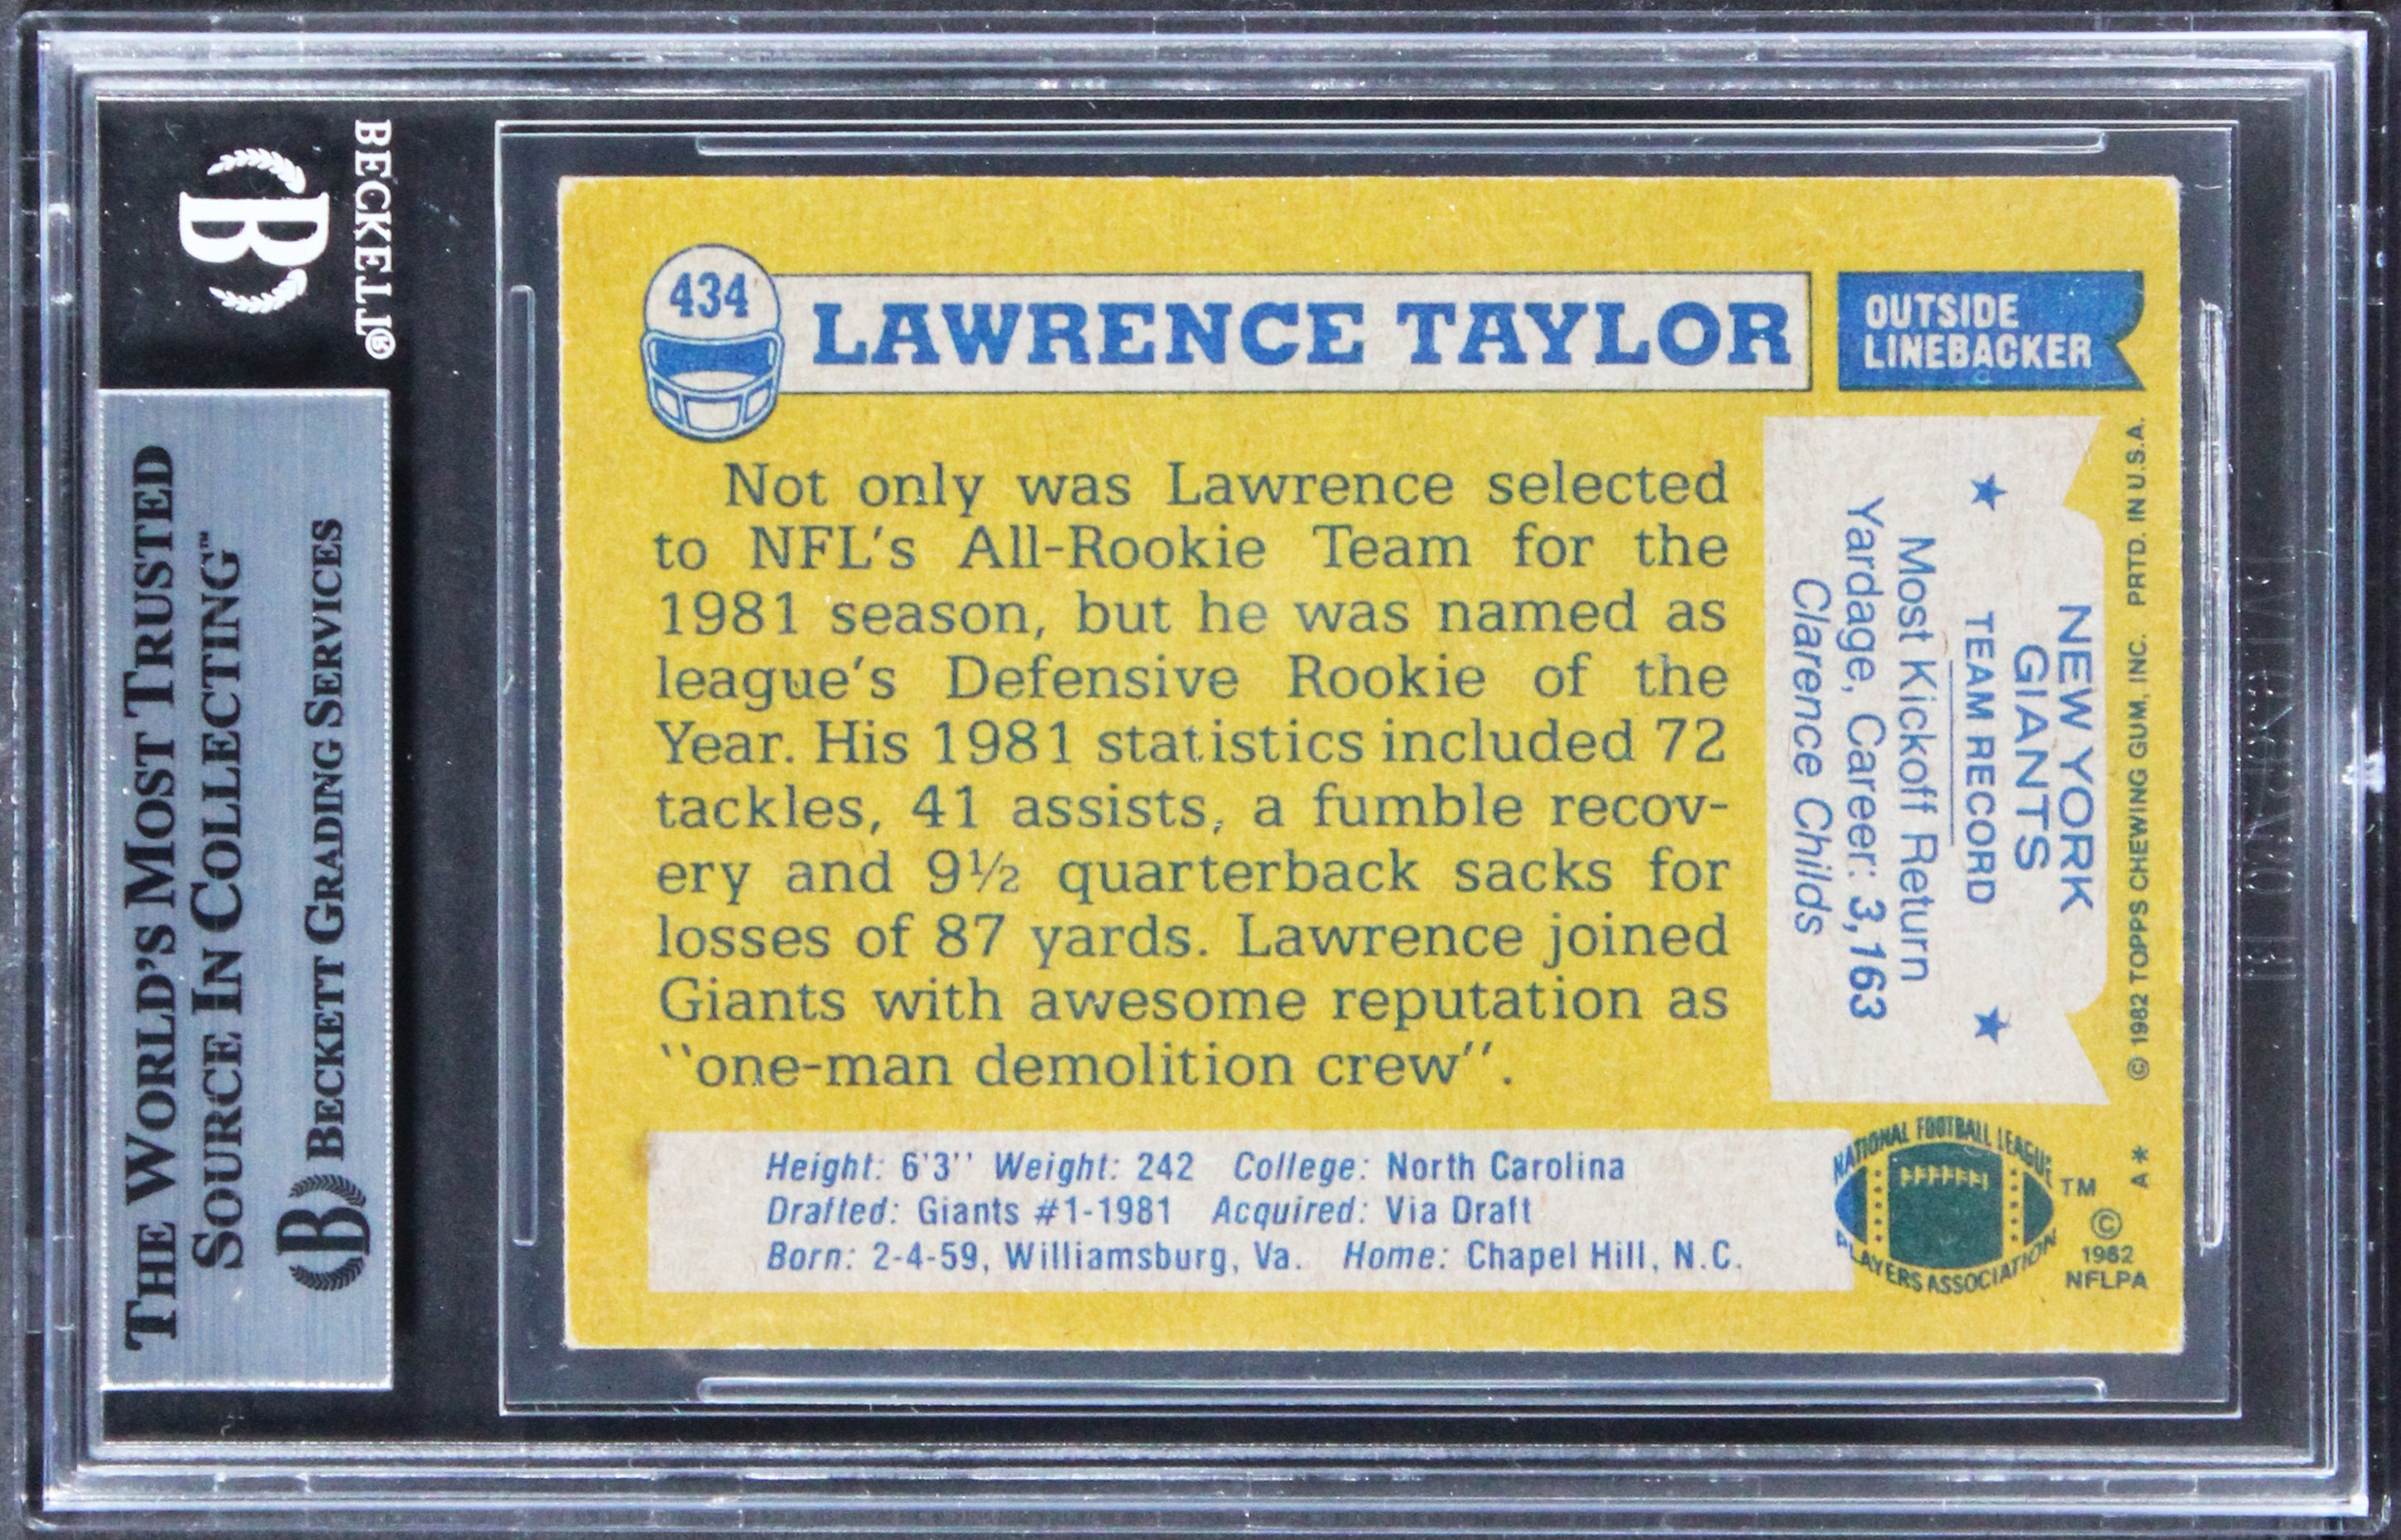 BECKETT®
B
THE WORLD'S MOST TRUSTED
SOURCE IN COLLECTING™
B BECKETT GRADING SERVICES
434
LAWRENCE TAYLOR
OUTSIDE
LINEBACKER
Not only was Lawrence selected
to NFL's All-Rookie Team for the
1981 season, but he was named as
league's Defensive Rookie of the
Year. His 1981 statistics included 72
tackles, 41 assists, a fumble recov-
ery and 9½ quarterback sacks for
losses of 87 yards. Lawrence joined
Giants with awesome reputation as
"one-man demolition crew".
NEW YORK
GIANTS
★ TEAM RECORD ★
Most Kickoff Return
Yardage, Career: 3,163
Clarence Childs
© 1982 TOPPS CHEWING GUM, INC. PRTD. IN U.S.A.
A*
Height: 6'3" Weight: 242 College: North Carolina
Drafted: Giants #1-1981 Acquired: Via Draft
Born: 2-4-59, Williamsburg, Va. Home: Chapel Hill, N.C.
NATIONAL FOOTBALL LEAGUE
PLAYERS ASSOCIATION
TM
©
1982
NFLPA